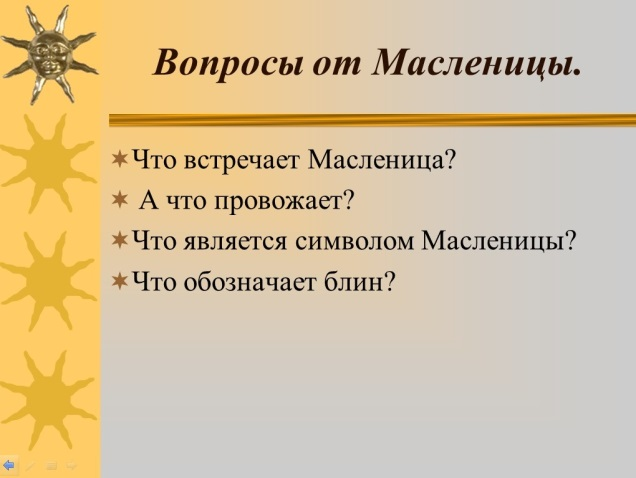 Вопросы от Масленицы.
Что встречает Масленица?
А что провожает?
Что является символом Масленицы?
Что обозначает блин?